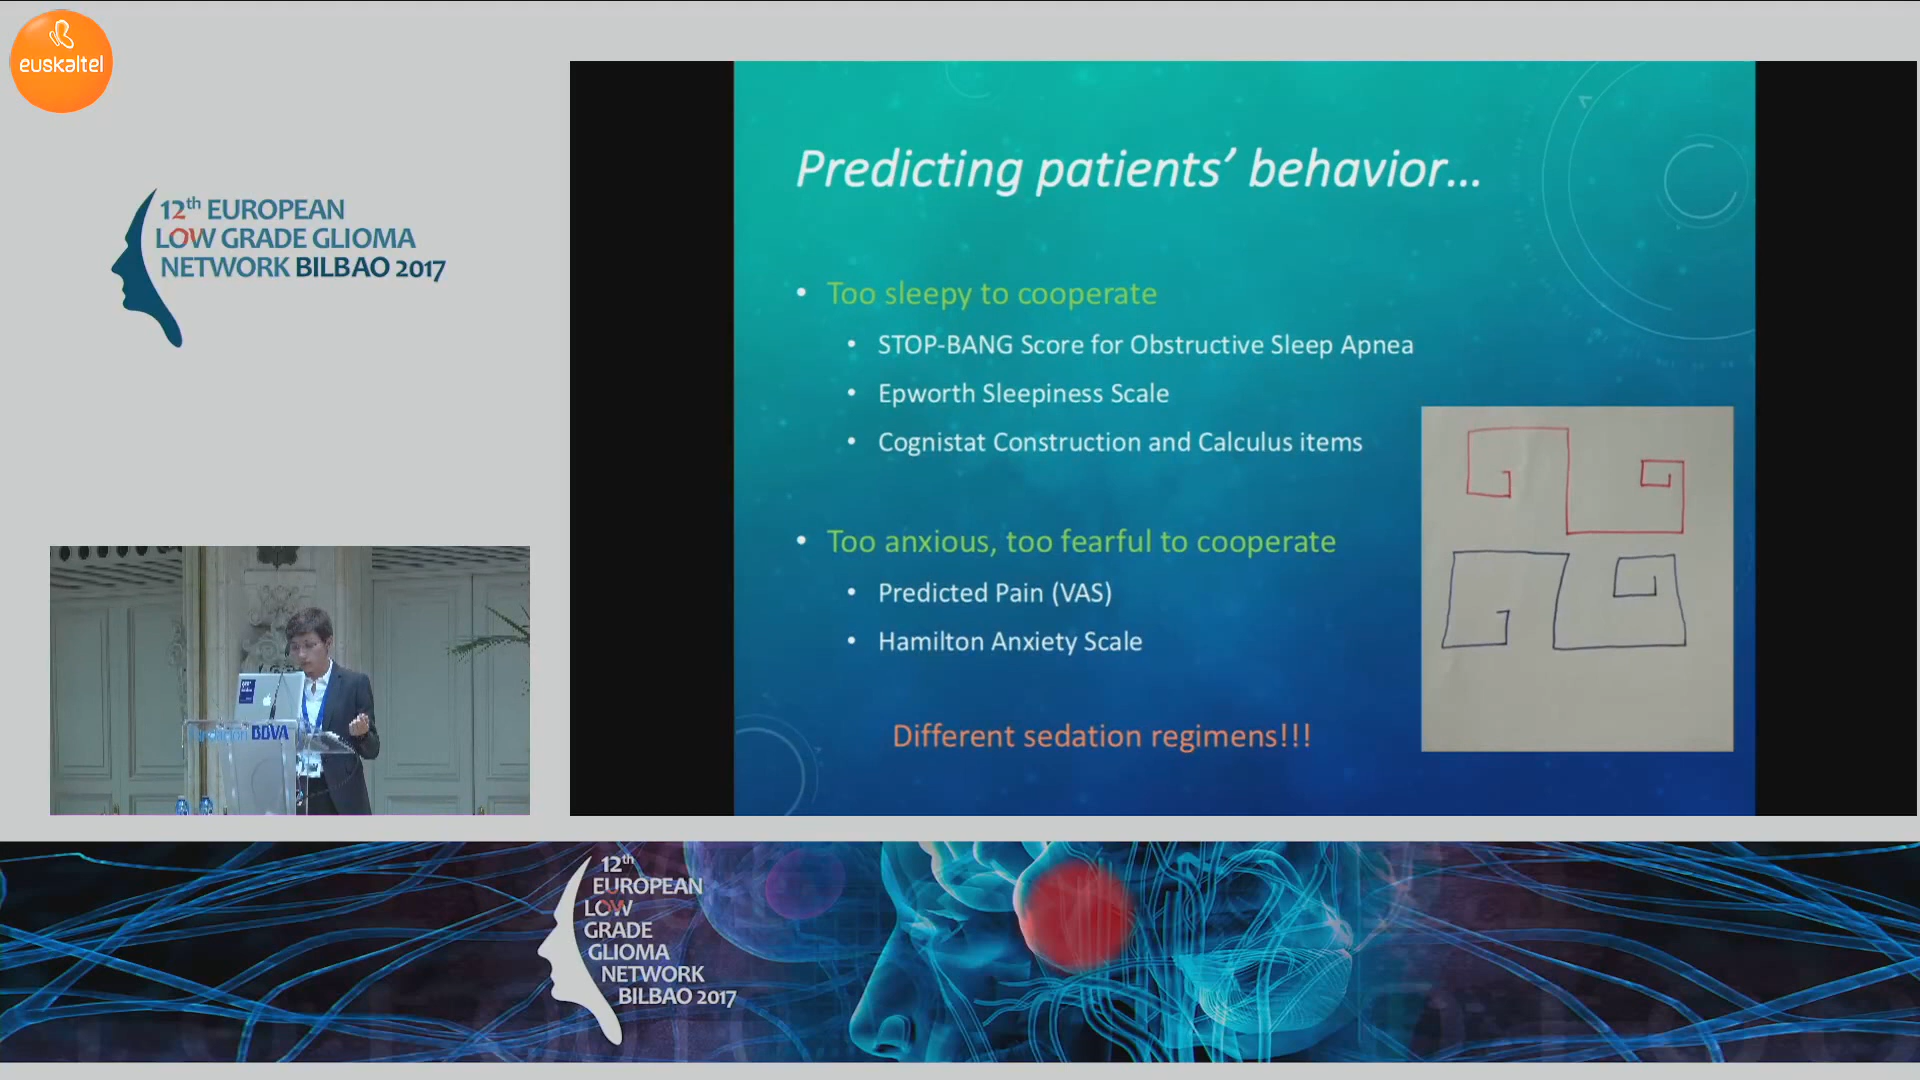 euskaltel
12th EUROPEAN
LOW GRADE GLIOMA
NETWORK BILBAO 2017
Predicting patients’ behavior...
• Too sleepy to cooperate
• STOP-BANG Score for Obstructive Sleep Apnea
• Epworth Sleepiness Scale
• Cognistat Construction and Calculus items
• Too anxious, too fearful to cooperate
• Predicted Pain (VAS)
• Hamilton Anxiety Scale
Different sedation regimens!!!
BBVA
12th
EUROPEAN
LOW
GRADE
GLIOMA
NETWORK
BILBAO 2017